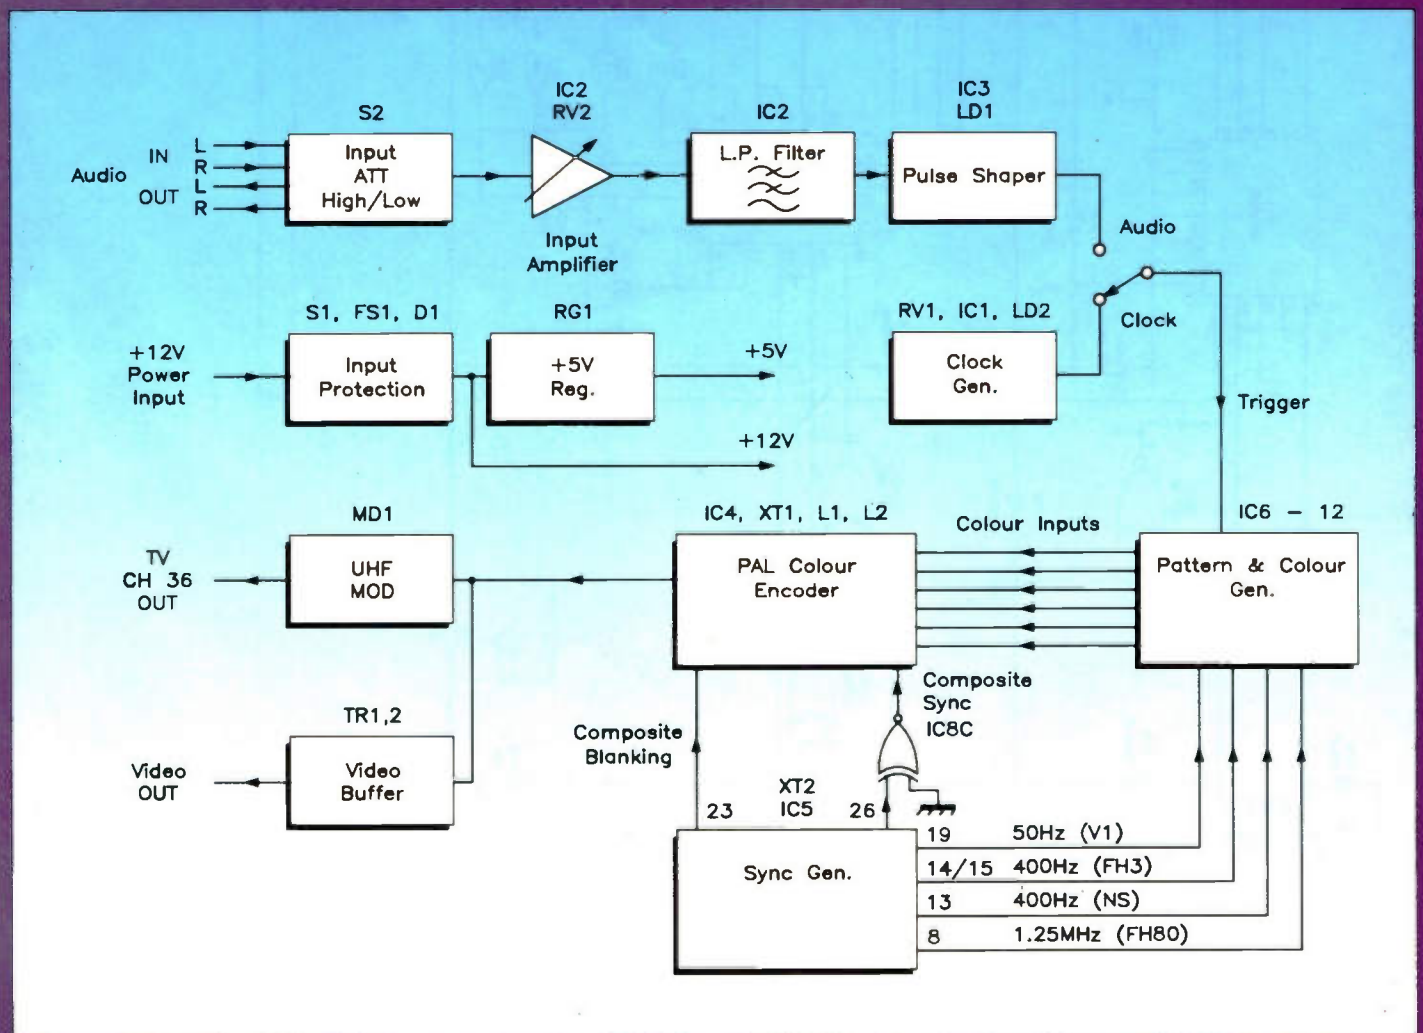 S2
IC2
RV2
IC2
IC3
LD1
Audio
IN
OUT
L
R
L
R
Input
ATT
High/Low
Input
Amplifier
L.P. Filter
Pulse Shaper
Audio
Clock
S1, FS1, D1
RG1
RV1, IC1, LD2
+12V
Power
Input
Input
Protection
+5V
Reg.
+5V
+12V
Clock
Gen.
Trigger
MD1
IC4, XT1, L1, L2
Colour Inputs
IC6 – 12
TV
CH 36
OUT
UHF
MOD
PAL Colour
Encoder
Pattern & Colour
Gen.
TR1,2
Video
OUT
Video
Buffer
Composite
Blanking
Composite
Sync
IC8C
23
XT2
IC5
26
Sync Gen.
19 50Hz (V1)
14/15 400Hz (FH3)
13 400Hz (NS)
8 1.25MHz (FH80)